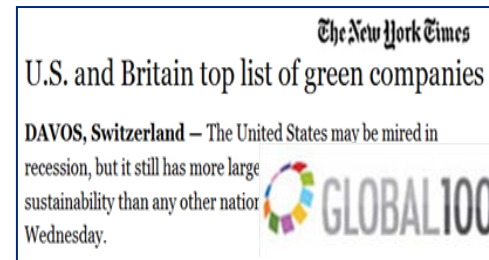 The New York Times
U.S. and Britain top list of green companies
DAVOS, Switzerland — The United States may be mired in
recession, but it still has more large
sustainability than any other nation
Wednesday.
GLOBAL100